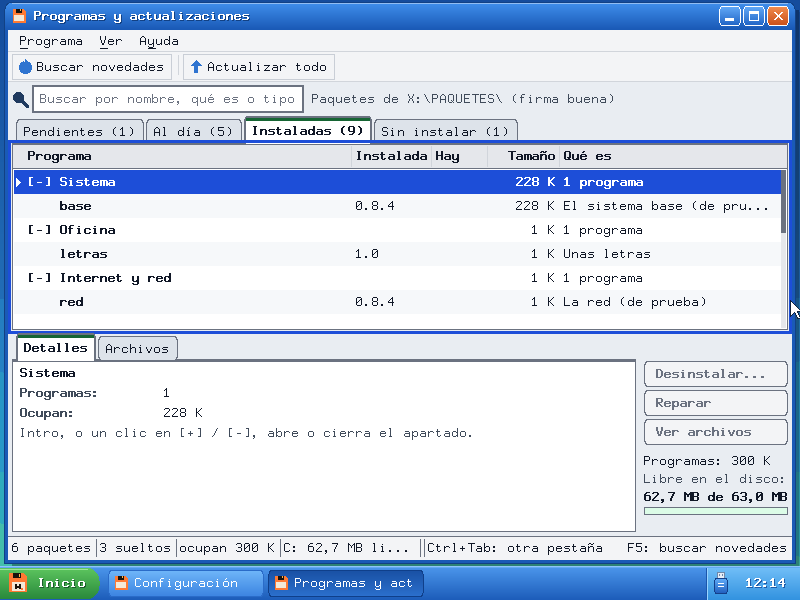 Programas y actualizaciones
Programa Ver Ayuda
Buscar novedades Actualizar todo
Buscar por nombre, qué es o tipo Paquetes de X:\PAQUETES\ (firma buena)
Pendientes (1) Al día (5) Instaladas (9) Sin instalar (1)
Programa Instalada Hay Tamaño Qué es
[-] Sistema 228 K 1 programa
base 0.8.4 228 K El sistema base (de pru...
[-] Oficina 1 K 1 programa
letras 1.0 1 K Unas letras
[-] Internet y red 1 K 1 programa
red 0.8.4 1 K La red (de prueba)
Detalles Archivos
Sistema
Programas: 1
Ocupan: 228 K
Intro, o un clic en [+] / [-], abre o cierra el apartado.
Desinstalar...
Reparar
Ver archivos
Programas: 300 K
Libre en el disco:
62,7 MB de 63,0 MB
6 paquetes 3 sueltos ocupan 300 K C: 62,7 MB li... Ctrl+Tab: otra pestaña F5: buscar novedades
Inicio Configuración Programas y act 12:14